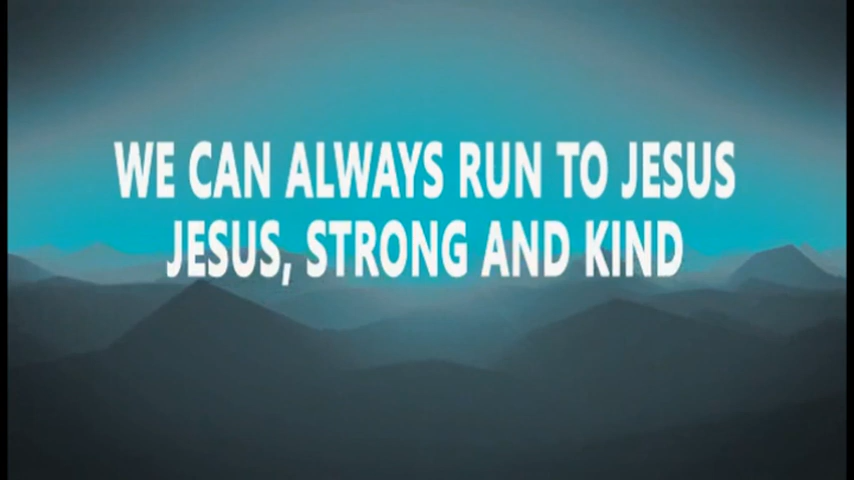 WE CAN ALWAYS RUN TO JESUS
JESUS, STRONG AND KIND